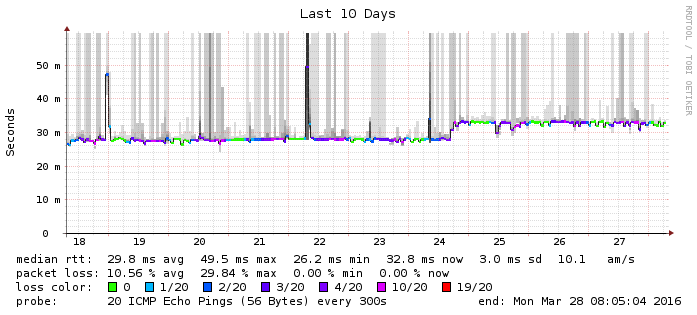 Last 10 Days
RRDTOOL / TOBI OETIKER
Seconds
50 m
40 m
30 m
20 m
10 m
0
18 19 20 21 22 23 24 25 26 27
median rtt: 29.8 ms avg 49.5 ms max 26.2 ms min 32.8 ms now 3.0 ms sd 10.1 am/s
packet loss: 10.56 % avg 29.84 % max 0.00 % min 0.00 % now
loss color: 0 1/20 2/20 3/20 4/20 10/20 19/20
probe: 20 ICMP Echo Pings (56 Bytes) every 300s end: Mon Mar 28 08:05:04 2016